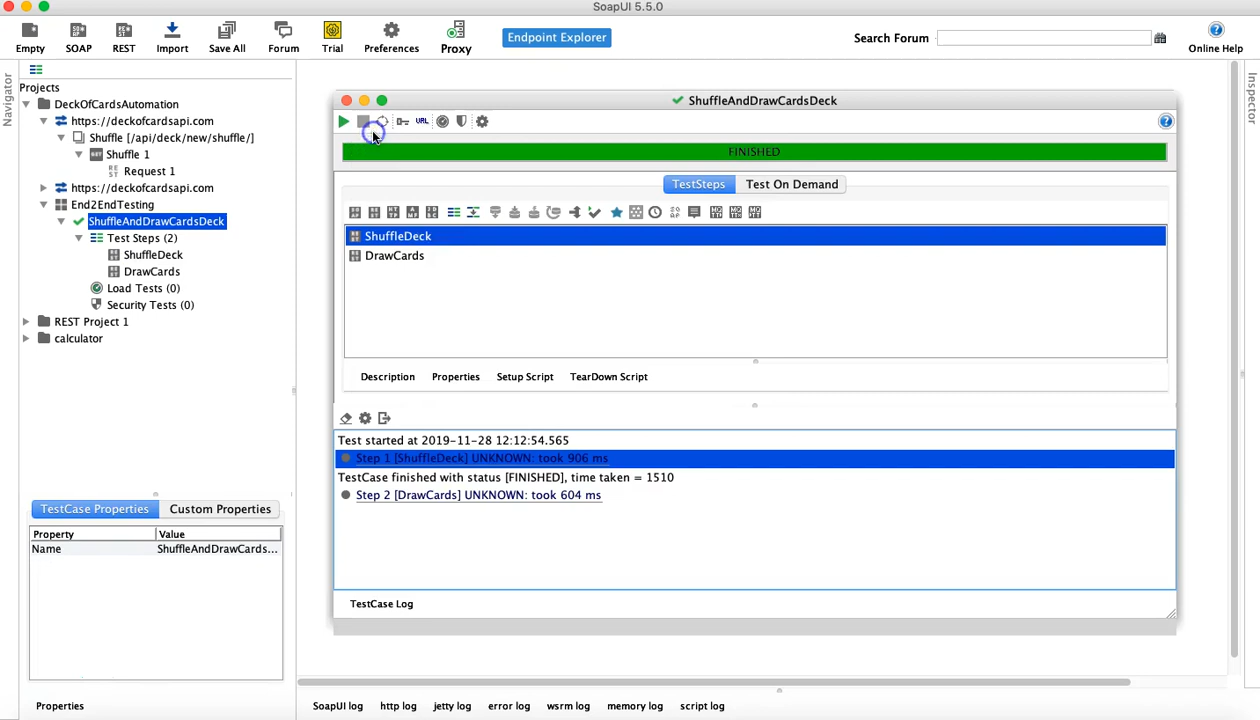 SoapUI 5.5.0
Empty SOAP REST Import Save All Forum Trial Preferences Proxy Endpoint Explorer Search Forum Online Help
Navigator
Projects
DeckOfCardsAutomation
https://deckofcardsapi.com
Shuffle [/api/deck/new/shuffle/]
Shuffle 1
Request 1
https://deckofcardsapi.com
End2EndTesting
ShuffleAndDrawCardsDeck
Test Steps (2)
ShuffleDeck
DrawCards
Load Tests (0)
Security Tests (0)
REST Project 1
calculator
TestCase Properties Custom Properties
Property Value
Name ShuffleAndDrawCards...
Properties
ShuffleAndDrawCardsDeck
URL
FINISHED
TestSteps Test On Demand
ShuffleDeck
DrawCards
Description Properties Setup Script TearDown Script
Test started at 2019-11-28 12:12:54.565
Step 1 [ShuffleDeck] UNKNOWN: took 906 ms
TestCase finished with status [FINISHED], time taken = 1510
Step 2 [DrawCards] UNKNOWN: took 604 ms
TestCase Log
SoapUI log http log jetty log error log wsrm log memory log script log
Inspector